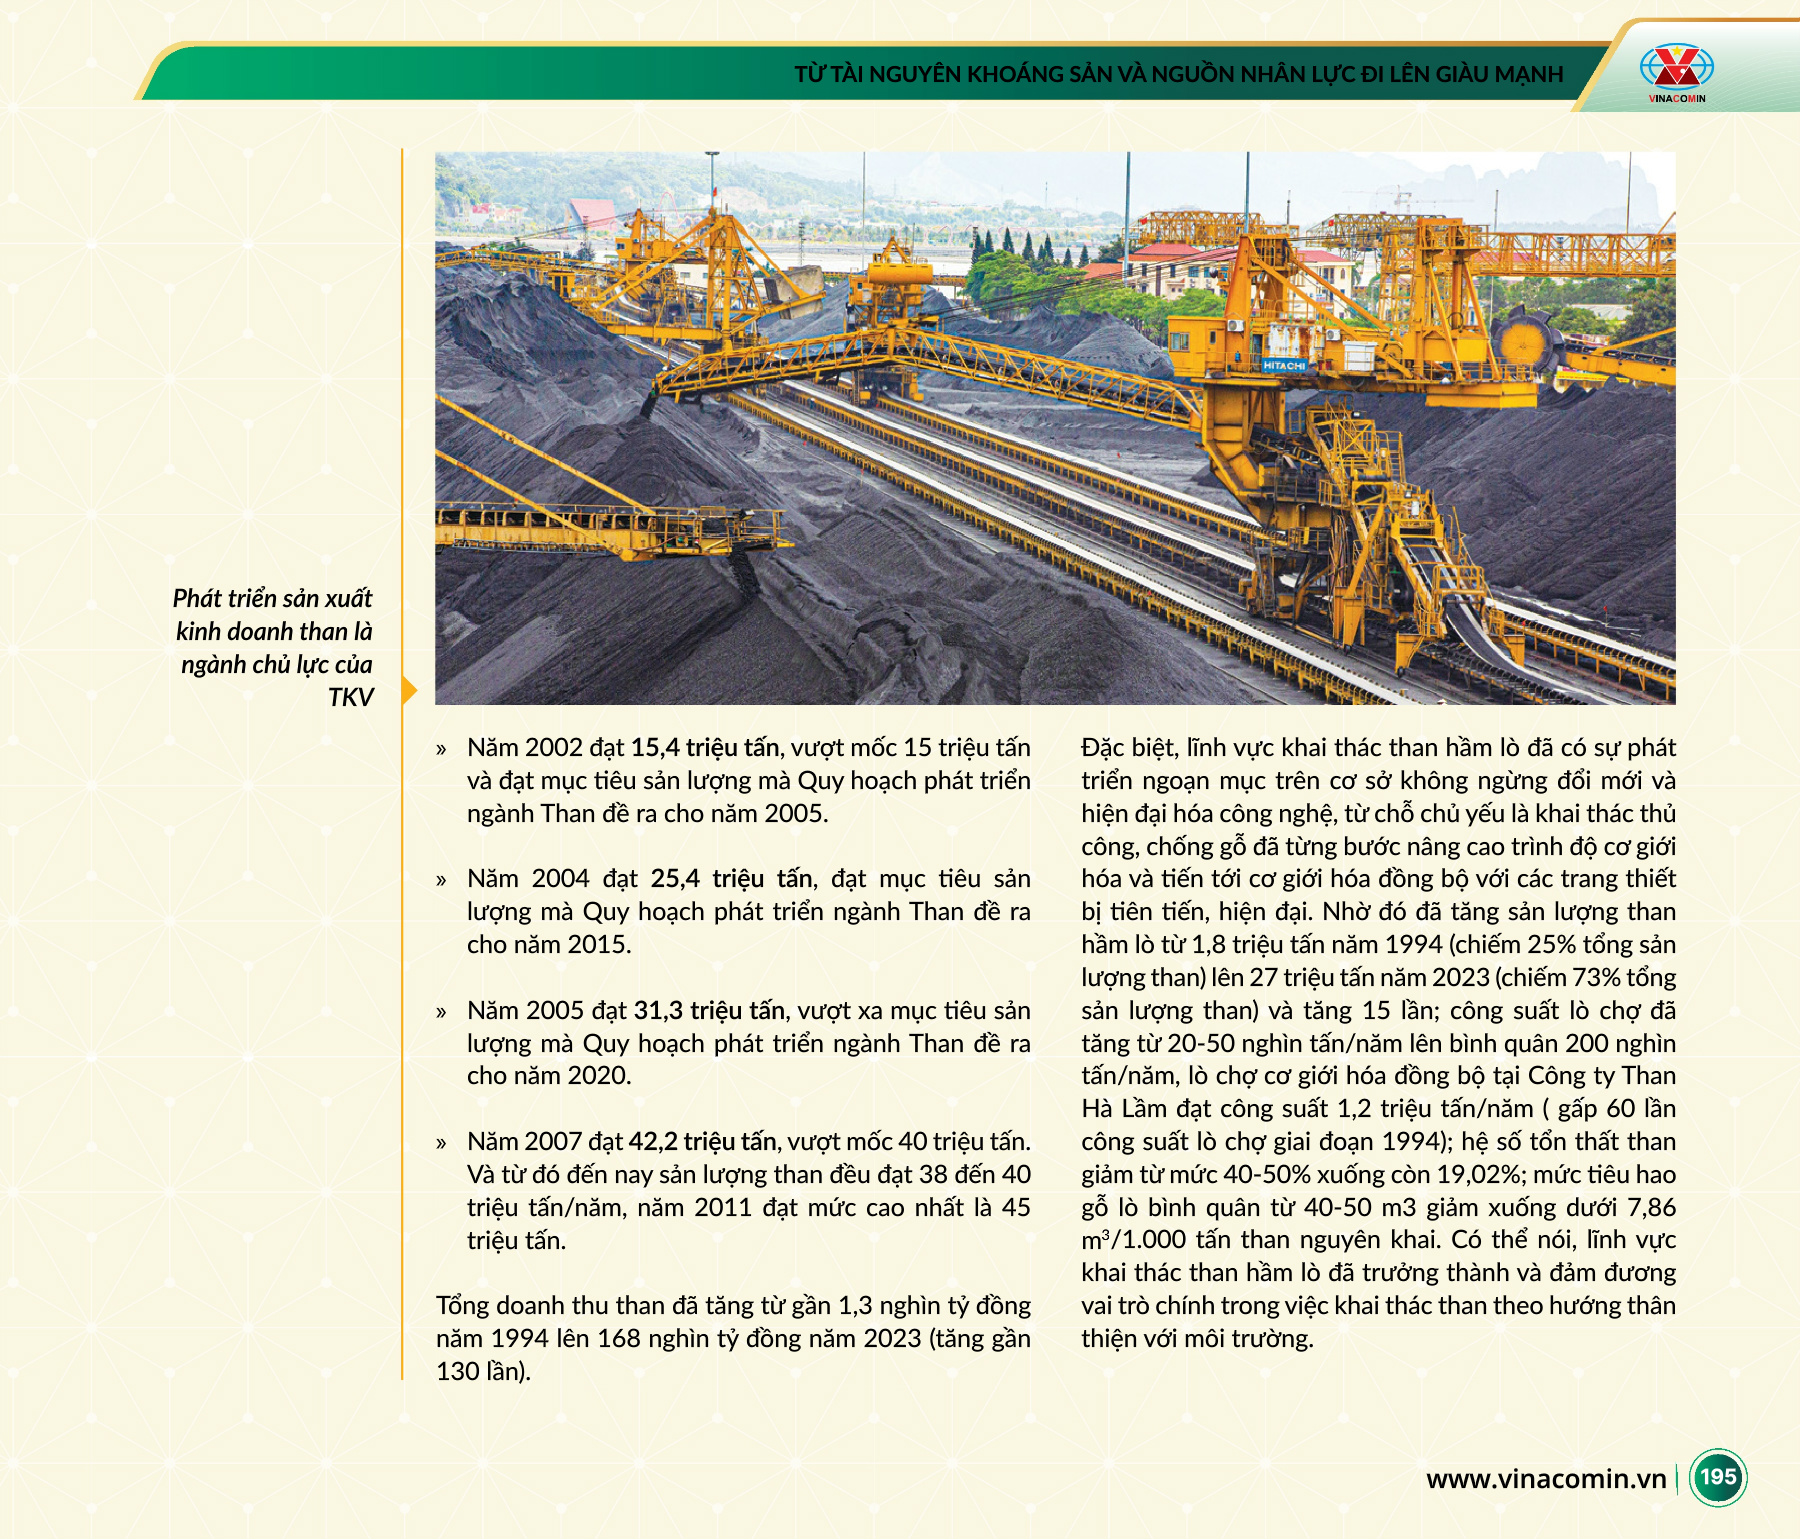 TỪ TÀI NGUYÊN KHOÁNG SẢN VÀ NGUỒN NHÂN LỰC ĐI LÊN GIÀU MẠNH
VINACOMIN
HITACHI
Phát triển sản xuất
kinh doanh than là
ngành chủ lực của
TKV
» Năm 2002 đạt 15,4 triệu tấn, vượt mốc 15 triệu tấn
và đạt mục tiêu sản lượng mà Quy hoạch phát triển
ngành Than đề ra cho năm 2005.
» Năm 2004 đạt 25,4 triệu tấn, đạt mục tiêu sản
lượng mà Quy hoạch phát triển ngành Than đề ra
cho năm 2015.
» Năm 2005 đạt 31,3 triệu tấn, vượt xa mục tiêu sản
lượng mà Quy hoạch phát triển ngành Than đề ra
cho năm 2020.
» Năm 2007 đạt 42,2 triệu tấn, vượt mốc 40 triệu tấn.
Và từ đó đến nay sản lượng than đều đạt 38 đến 40
triệu tấn/năm, năm 2011 đạt mức cao nhất là 45
triệu tấn.
Tổng doanh thu than đã tăng từ gần 1,3 nghìn tỷ đồng
năm 1994 lên 168 nghìn tỷ đồng năm 2023 (tăng gần
130 lần).
Đặc biệt, lĩnh vực khai thác than hầm lò đã có sự phát
triển ngoạn mục trên cơ sở không ngừng đổi mới và
hiện đại hóa công nghệ, từ chỗ chủ yếu là khai thác thủ
công, chống gỗ đã từng bước nâng cao trình độ cơ giới
hóa và tiến tới cơ giới hóa đồng bộ với các trang thiết
bị tiên tiến, hiện đại. Nhờ đó đã tăng sản lượng than
hầm lò từ 1,8 triệu tấn năm 1994 (chiếm 25% tổng sản
lượng than) lên 27 triệu tấn năm 2023 (chiếm 73% tổng
sản lượng than) và tăng 15 lần; công suất lò chợ đã
tăng từ 20-50 nghìn tấn/năm lên bình quân 200 nghìn
tấn/năm, lò chợ cơ giới hóa đồng bộ tại Công ty Than
Hà Lầm đạt công suất 1,2 triệu tấn/năm ( gấp 60 lần
công suất lò chợ giai đoạn 1994); hệ số tổn thất than
giảm từ mức 40-50% xuống còn 19,02%; mức tiêu hao
gỗ lò bình quân từ 40-50 m3 giảm xuống dưới 7,86
m³/1.000 tấn than nguyên khai. Có thể nói, lĩnh vực
khai thác than hầm lò đã trưởng thành và đảm đương
vai trò chính trong việc khai thác than theo hướng thân
thiện với môi trường.
www.vinacomin.vn 195